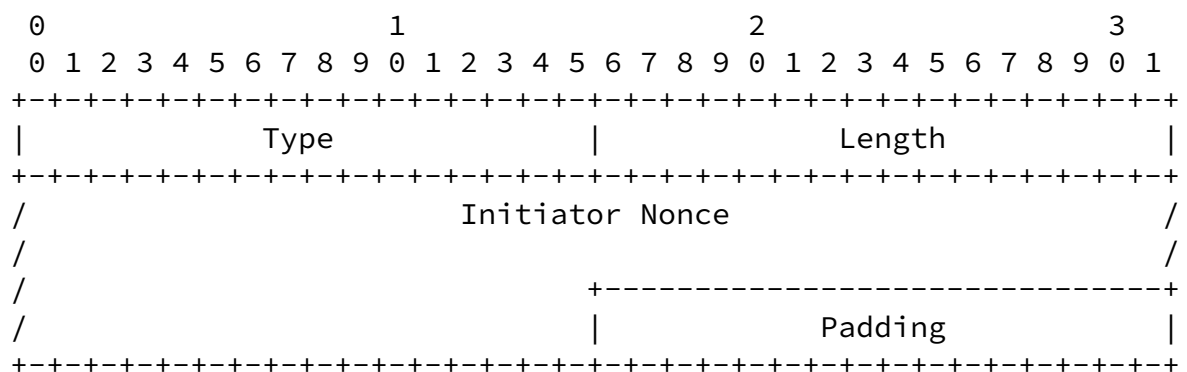 0                   1                   2                   3
 0 1 2 3 4 5 6 7 8 9 0 1 2 3 4 5 6 7 8 9 0 1 2 3 4 5 6 7 8 9 0 1
+-+-+-+-+-+-+-+-+-+-+-+-+-+-+-+-+-+-+-+-+-+-+-+-+-+-+-+-+-+-+-+-+
|             Type              |             Length            |
+-+-+-+-+-+-+-+-+-+-+-+-+-+-+-+-+-+-+-+-+-+-+-+-+-+-+-+-+-+-+-+-+
/                        Initiator Nonce                        /
/                                                               /
/                               +-------------------------------+
/                               |            Padding            |
+-+-+-+-+-+-+-+-+-+-+-+-+-+-+-+-+-+-+-+-+-+-+-+-+-+-+-+-+-+-+-+-+